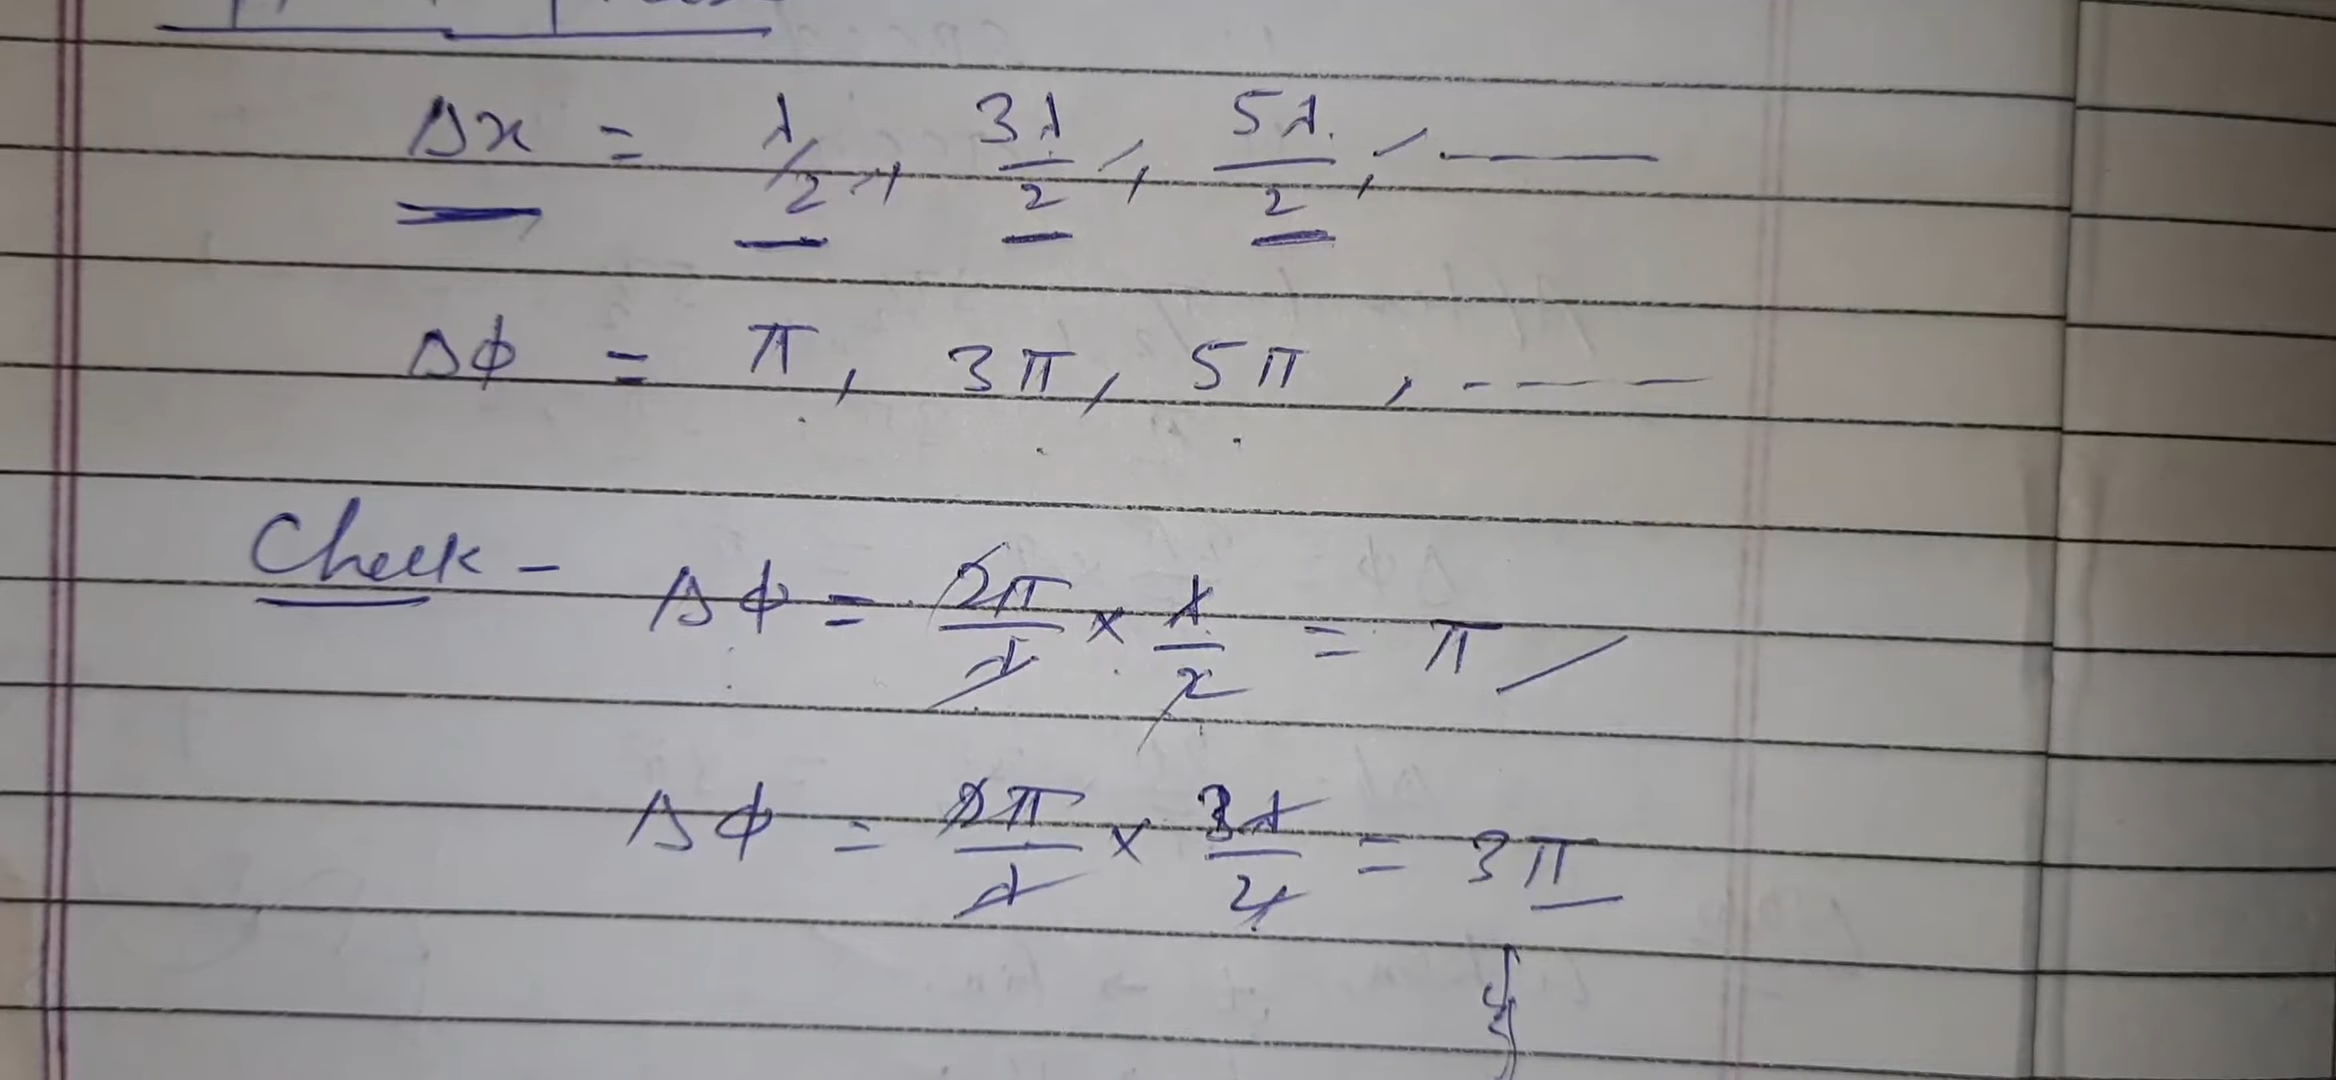 Δx = λ/2, 3λ/2, 5λ/2, -----
Δϕ = π, 3π, 5π, -----
Check - Δϕ = 2π/λ × λ/2 = π
Δϕ = 2π/λ × 3λ/2 = 3π